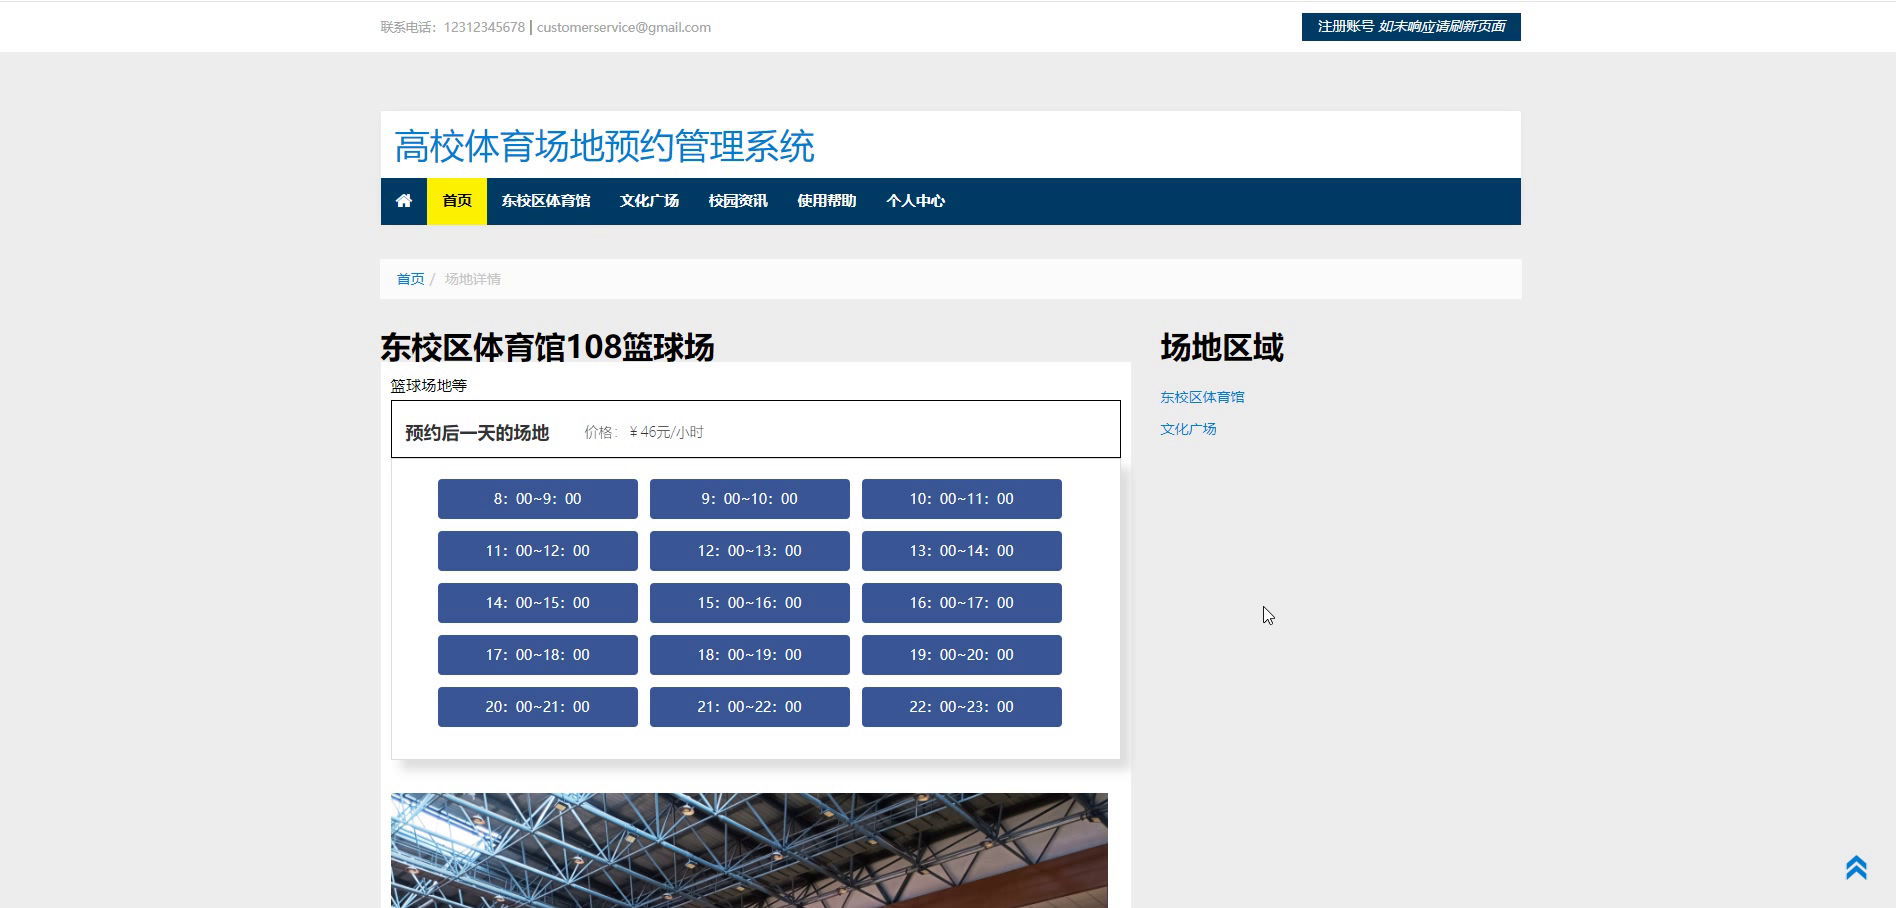 联系电话：12312345678 | customerservice@gmail.com
注册账号 如未响应请刷新页面
高校体育场地预约管理系统
首页 东校区体育馆 文化广场 校园资讯 使用帮助 个人中心
首页 / 场地详情
东校区体育馆108篮球场
篮球场地等
预约后一天的场地 价格： ¥ 46元/小时
8：00~9：00 9：00~10：00 10：00~11：00
11：00~12：00 12：00~13：00 13：00~14：00
14：00~15：00 15：00~16：00 16：00~17：00
17：00~18：00 18：00~19：00 19：00~20：00
20：00~21：00 21：00~22：00 22：00~23：00
场地区域
东校区体育馆
文化广场